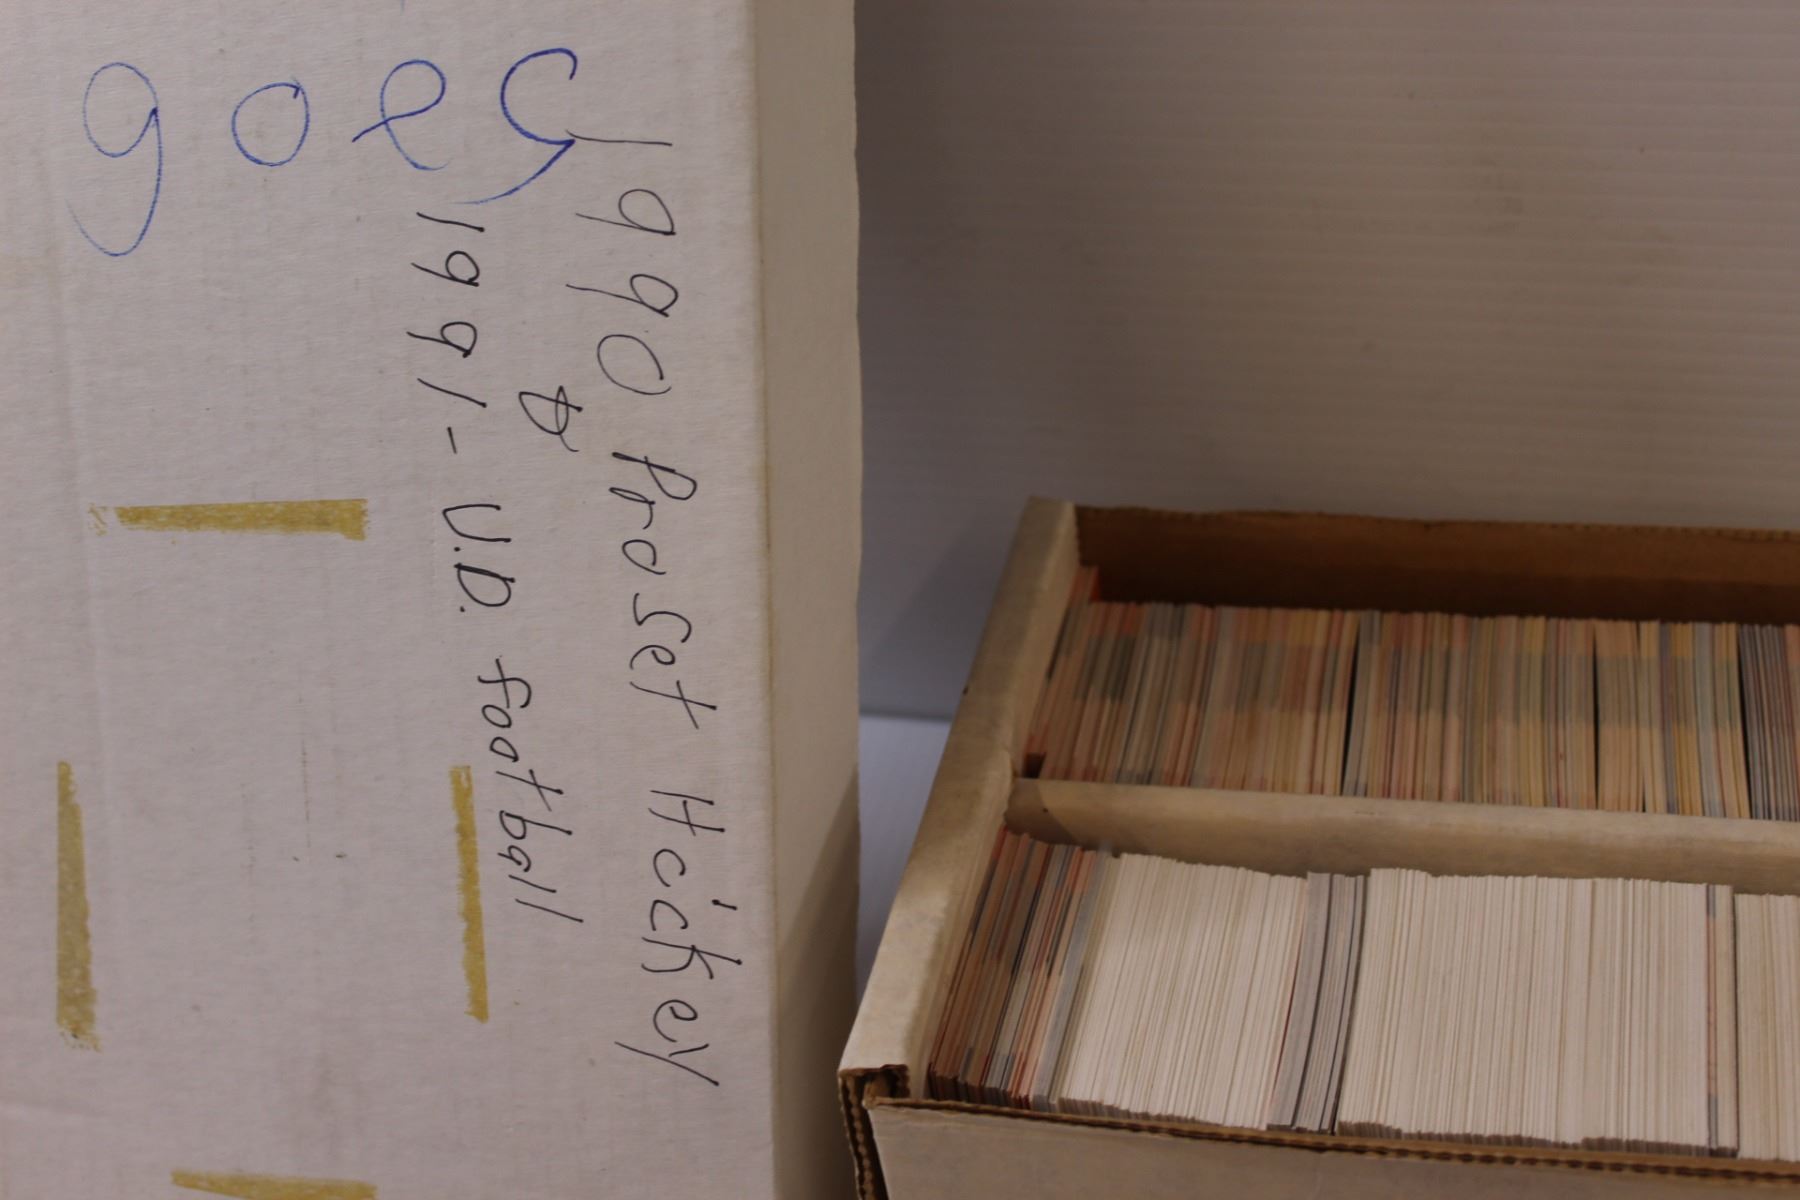 1990 Proset Hockey
&
1991 - U.D. football